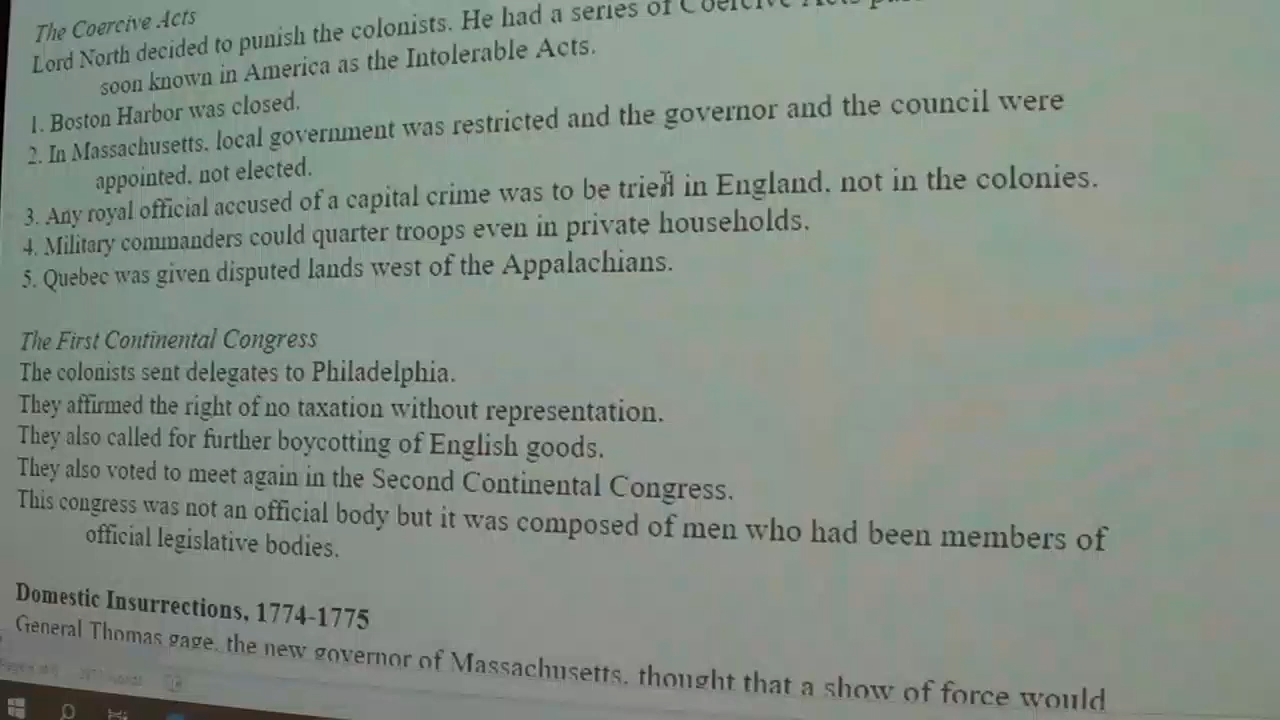 The Coercive Acts
Lord North decided to punish the colonists. He had a series of Coercive Acts
soon known in America as the Intolerable Acts.
1. Boston Harbor was closed.
2. In Massachusetts, local government was restricted and the governor and the council were
appointed, not elected.
3. Any royal official accused of a capital crime was to be tried in England, not in the colonies.
4. Military commanders could quarter troops even in private households.
5. Quebec was given disputed lands west of the Appalachians.
The First Continental Congress
The colonists sent delegates to Philadelphia.
They affirmed the right of no taxation without representation.
They also called for further boycotting of English goods.
They also voted to meet again in the Second Continental Congress.
This congress was not an official body but it was composed of men who had been members of
official legislative bodies.
Domestic Insurrections, 1774-1775
General Thomas gage, the new governor of Massachusetts, thought that a show of force would